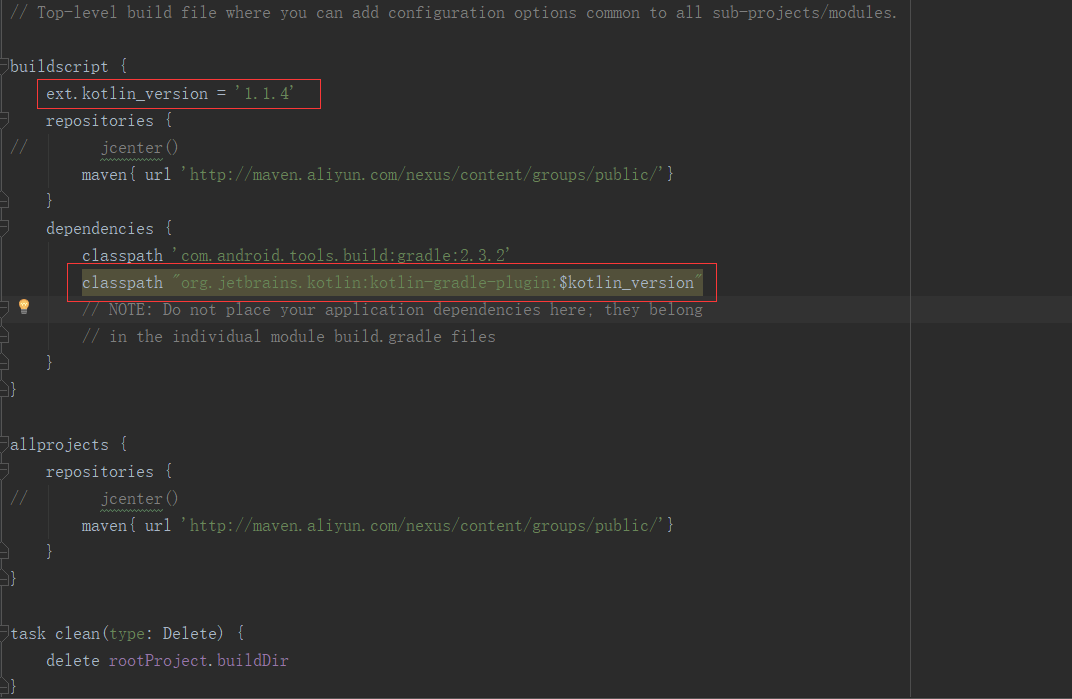 // Top-level build file where you can add configuration options common to all sub-projects/modules.
buildscript {
ext.kotlin_version = '1.1.4'
repositories {
// jcenter()
maven{ url 'http://maven.aliyun.com/nexus/content/groups/public/'}
}
dependencies {
classpath 'com.android.tools.build:gradle:2.3.2'
classpath "org.jetbrains.kotlin:kotlin-gradle-plugin:$kotlin_version"
// NOTE: Do not place your application dependencies here; they belong
// in the individual module build.gradle files
}
}
allprojects {
repositories {
// jcenter()
maven{ url 'http://maven.aliyun.com/nexus/content/groups/public/'}
}
}
task clean(type: Delete) {
delete rootProject.buildDir
}